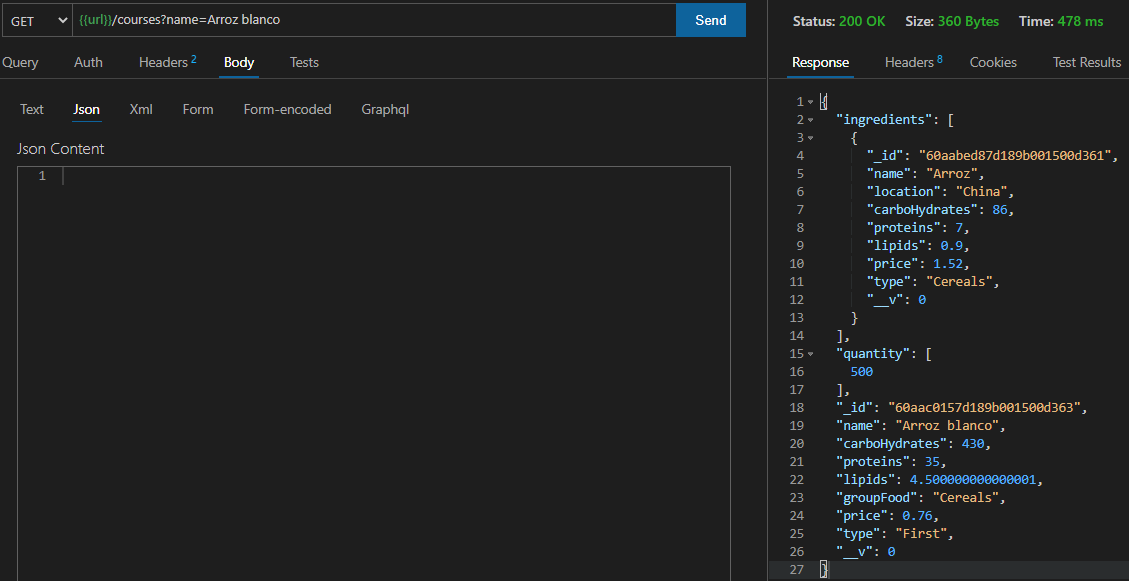 GET {{url}}/courses?name=Arroz blanco Send
Query Auth Headers 2 Body Tests
Text Json Xml Form Form-encoded Graphql
Json Content
1
Status: 200 OK Size: 360 Bytes Time: 478 ms
Response Headers 8 Cookies Test Results
1 {
2 "ingredients": [
3 {
4 "_id": "60aabed87d189b001500d361",
5 "name": "Arroz",
6 "location": "China",
7 "carboHydrates": 86,
8 "proteins": 7,
9 "lipids": 0.9,
10 "price": 1.52,
11 "type": "Cereals",
12 "__v": 0
13 }
14 ],
15 "quantity": [
16 500
17 ],
18 "_id": "60aac0157d189b001500d363",
19 "name": "Arroz blanco",
20 "carboHydrates": 430,
21 "proteins": 35,
22 "lipids": 4.500000000000001,
23 "groupFood": "Cereals",
24 "price": 0.76,
25 "type": "First",
26 "__v": 0
27 }